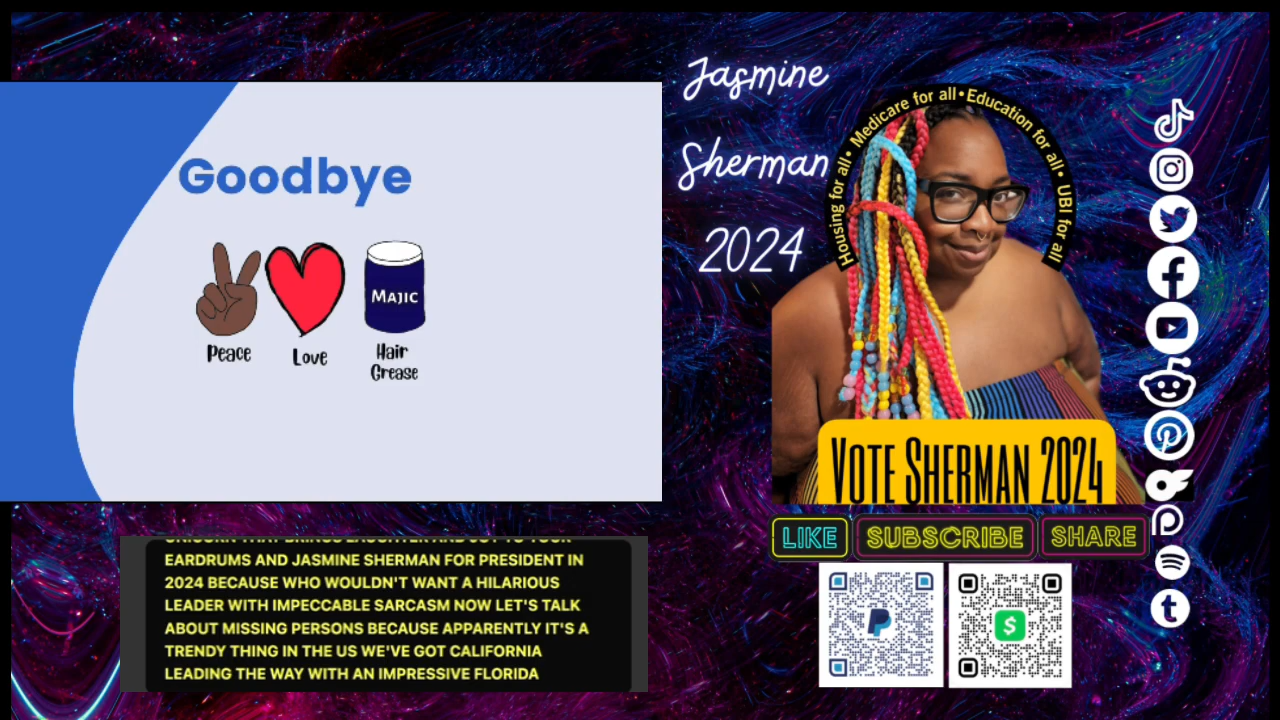 Goodbye
MAJIC
Peace
Love
Hair
Grease
Jasmine
Sherman
2024
Housing for all • Medicare for all • Education for all • UBI for all
VOTE SHERMAN 2024
LIKE
SUBSCRIBE
SHARE
EARDRUMS AND JASMINE SHERMAN FOR PRESIDENT IN
2024 BECAUSE WHO WOULDN'T WANT A HILARIOUS
LEADER WITH IMPECCABLE SARCASM NOW LET'S TALK
ABOUT MISSING PERSONS BECAUSE APPARENTLY IT'S A
TRENDY THING IN THE US WE'VE GOT CALIFORNIA
LEADING THE WAY WITH AN IMPRESSIVE FLORIDA